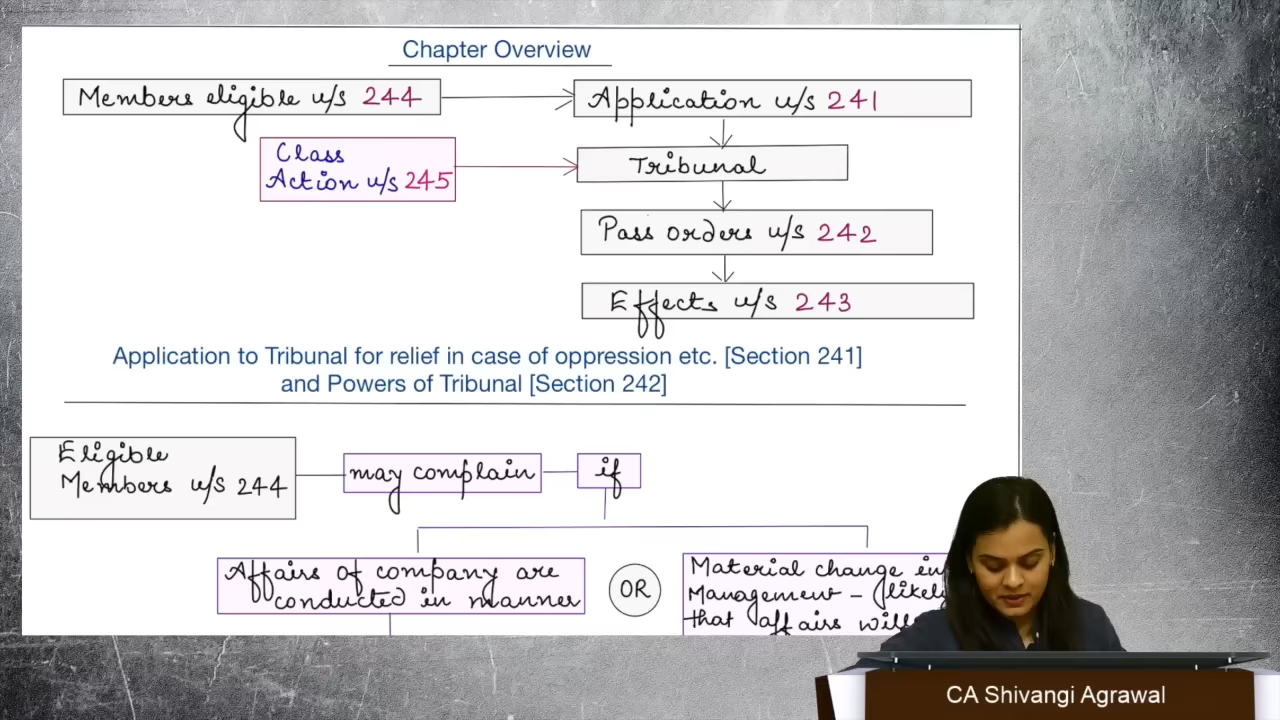 Chapter Overview
Members eligible u/s 244
Application u/s 241
Class
Action u/s 245
Tribunal
Pass orders u/s 242
Effects u/s 243
Application to Tribunal for relief in case of oppression etc. [Section 241]
and Powers of Tribunal [Section 242]
Eligible
Members u/s 244
may complain
if
Affairs of company are
conducted in manner
OR
Material change in
Management - (likel
that affairs will
CA Shivangi Agrawal